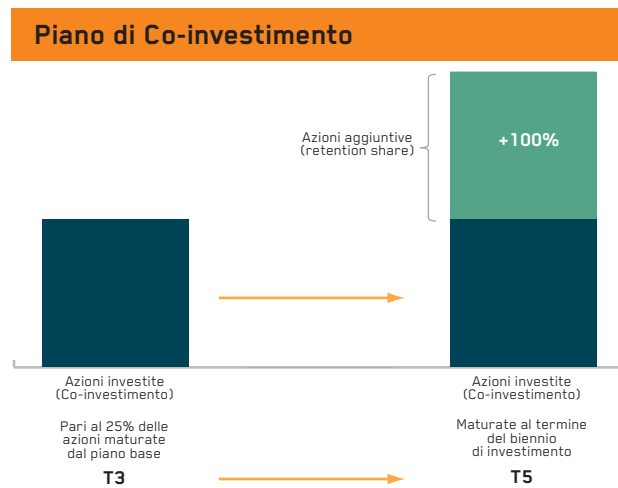 Piano di Co-investimento
Azioni aggiuntive
(retention share)
+100%
Azioni investite
(Co-investimento)
Pari al 25% delle
azioni maturate
dal piano base
T3
Azioni investite
(Co-investimento)
Maturate al termine
del biennio
di investimento
T5